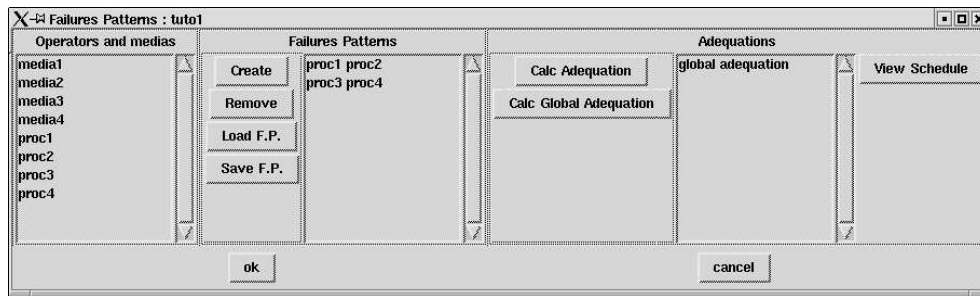 Failures Patterns : tuto1
Operators and medias
Failures Patterns
Adequations
media1
media2
media3
media4
proc1
proc2
proc3
proc4
Create
Remove
Load F.P.
Save F.P.
proc1 proc2
proc3 proc4
Calc Adequation
Calc Global Adequation
global adequation
View Schedule
ok
cancel